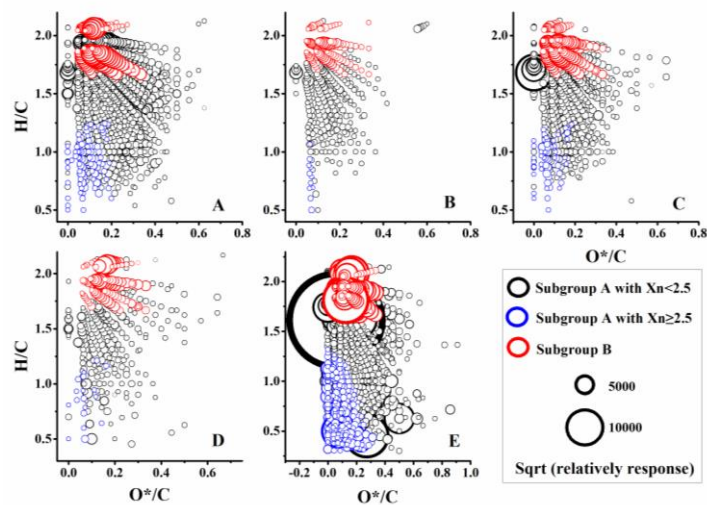 H/C
2.0
1.5
1.0
0.5
0.0 0.2 0.4 0.6 0.8
A
2.0
1.5
1.0
0.5
0.0 0.2 0.4 0.6
B
2.0
1.5
1.0
0.5
0.0 0.2 0.4 0.6 0.8
O*/C
C
H/C
2.0
1.5
1.0
0.5
0.0 0.2 0.4 0.6
O*/C
D
2.0
1.5
1.0
0.5
-0.2 0.0 0.2 0.4 0.6 0.8 1.0
O*/C
E
Subgroup A with Xn<2.5
Subgroup A with Xn≥2.5
Subgroup B
5000
10000
Sqrt (relatively response)